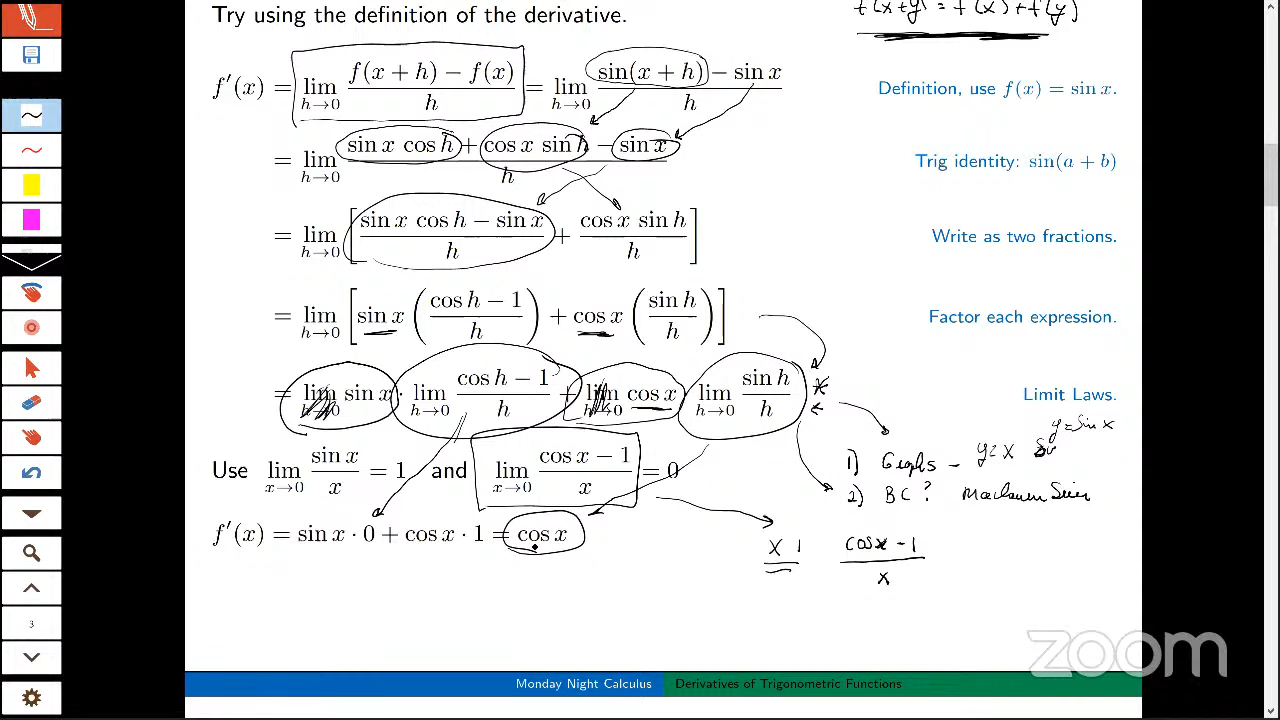 Try using the definition of the derivative.
f(x+y) = f(x) + f(y)
f′(x) = lim_{h→0} (f(x + h) − f(x))/h = lim_{h→0} (sin(x + h) − sin x)/h
Definition, use f(x) = sin x.
= lim_{h→0} (sin x cos h + cos x sin h − sin x)/h
Trig identity: sin(a + b)
= lim_{h→0} [(sin x cos h − sin x)/h + (cos x sin h)/h]
Write as two fractions.
= lim_{h→0} [sin x ((cos h − 1)/h) + cos x ((sin h)/h)]
Factor each expression.
= lim_{h→0} sin x · lim_{h→0} (cos h − 1)/h + lim_{h→0} cos x · lim_{h→0} (sin h)/h
Limit Laws.
y = Sin x
1) Graphs – y = x
Use lim_{x→0} (sin x)/x = 1 and lim_{x→0} (cos x − 1)/x = 0
2) BC ? Maclaurin Series
f′(x) = sin x · 0 + cos x · 1 = cos x
x 1 (cos x − 1)/x
3
zoom
Monday Night Calculus Derivatives of Trigonometric Functions